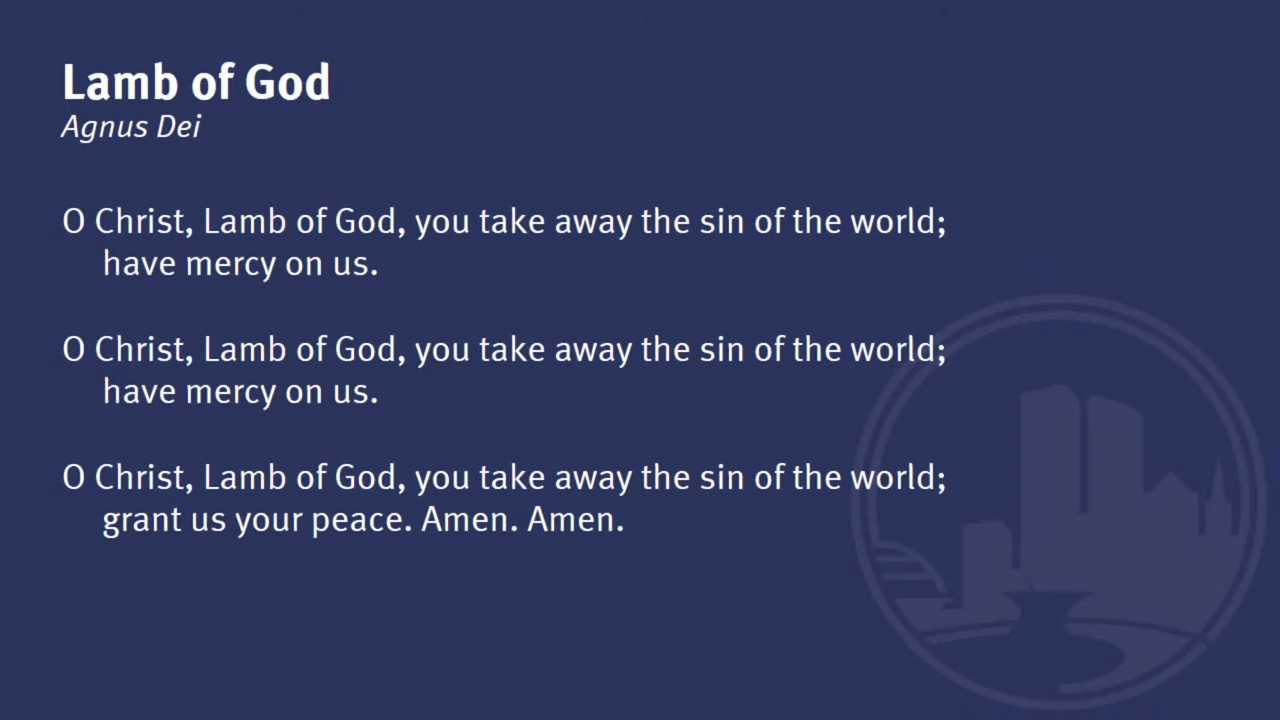 Lamb of God
Agnus Dei
O Christ, Lamb of God, you take away the sin of the world;
have mercy on us.
O Christ, Lamb of God, you take away the sin of the world;
have mercy on us.
O Christ, Lamb of God, you take away the sin of the world;
grant us your peace. Amen. Amen.